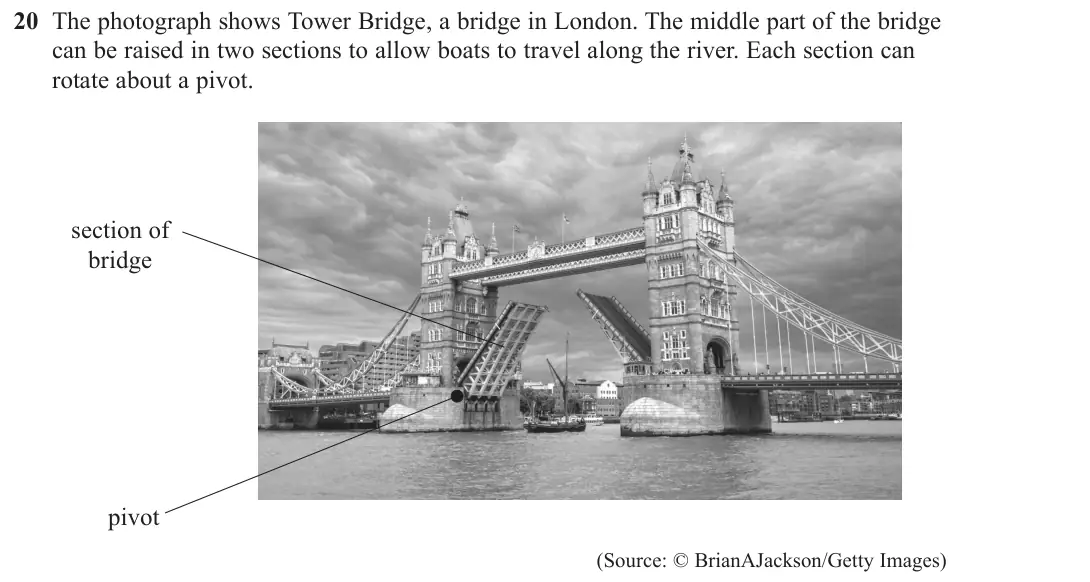 20 The photograph shows Tower Bridge, a bridge in London. The middle part of the bridge
can be raised in two sections to allow boats to travel along the river. Each section can
rotate about a pivot.
section of
bridge
pivot
(Source: © BrianAJackson/Getty Images)